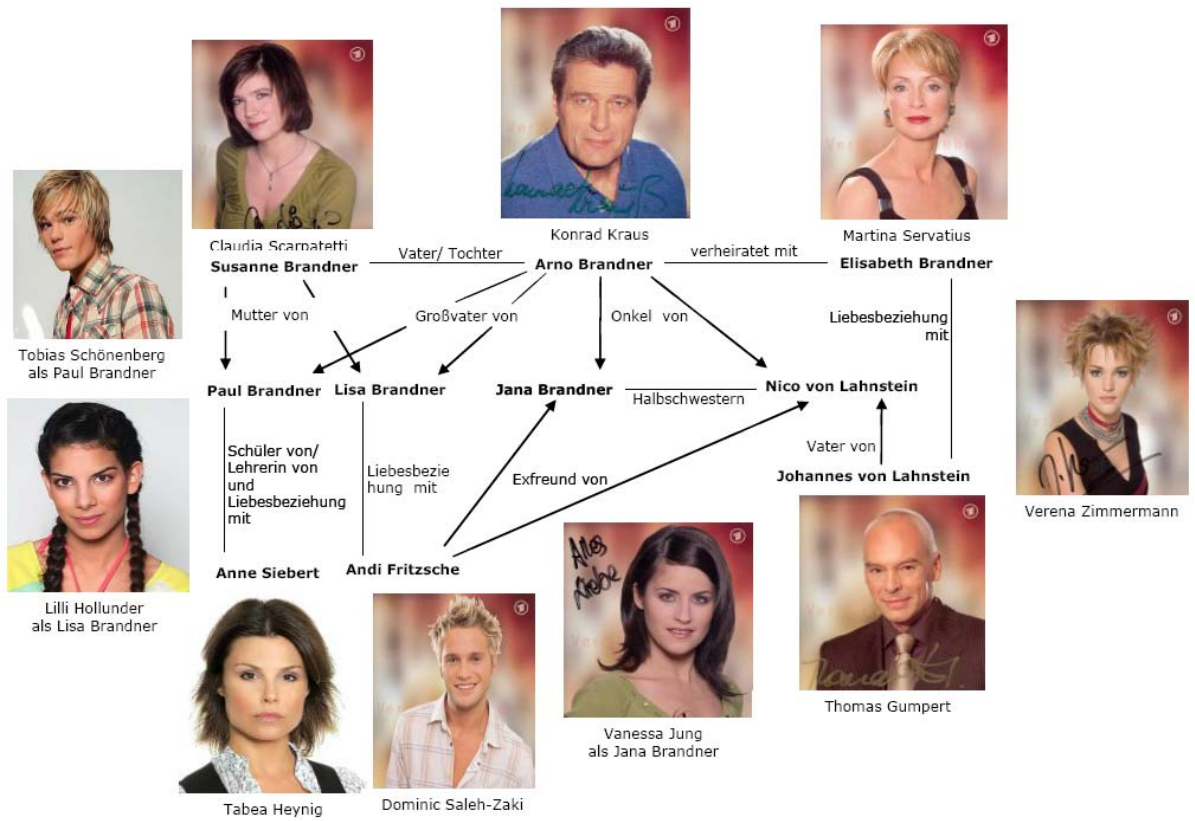 Claudia Scarpatetti
Konrad Kraus
Martina Servatius
Susanne Brandner
Vater/ Tochter
Arno Brandner
verheiratet mit
Elisabeth Brandner
Mutter von
Großvater von
Onkel von
Liebesbeziehung
mit
Tobias Schönenberg
als Paul Brandner
Paul Brandner
Lisa Brandner
Jana Brandner
Halbschwestern
Nico von Lahnstein
Schüler von/
Lehrerin von
und
Liebesbeziehung
mit
Liebesbezie
hung mit
Exfreund von
Vater von
Johannes von Lahnstein
Verena Zimmermann
Anne Siebert
Andi Fritzsche
Alles
Liebe
Lilli Hollunder
als Lisa Brandner
Thomas Gumpert
Vanessa Jung
als Jana Brandner
Tabea Heynig
Dominic Saleh-Zaki